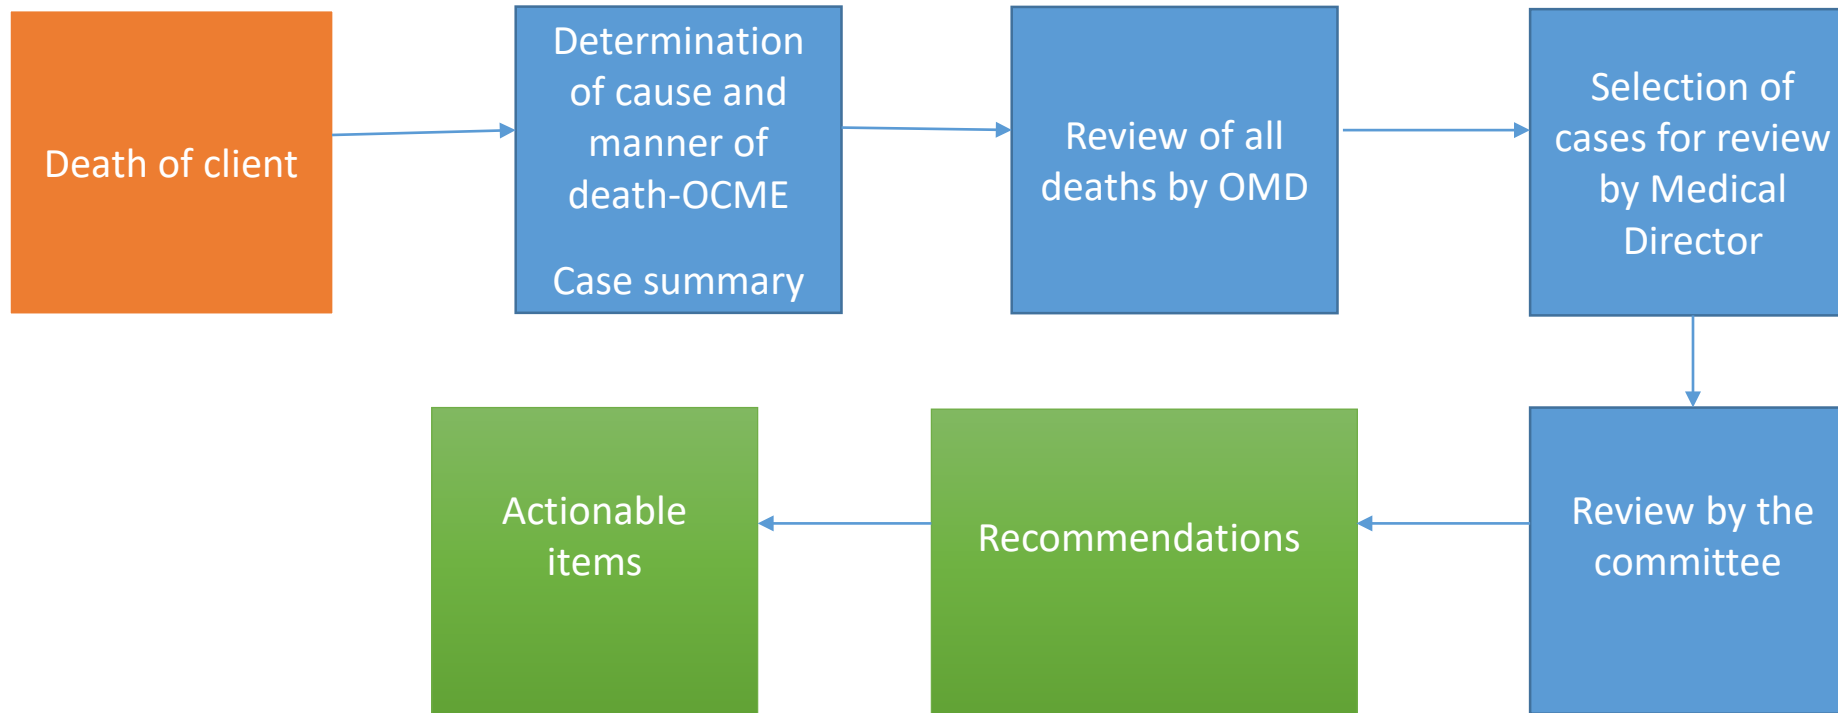 Death of client
Determination
of cause and
manner of
death-OCME
Case summary
Review of all
deaths by OMD
Selection of
cases for review
by Medical
Director
Actionable
items
Recommendations
Review by the
committee